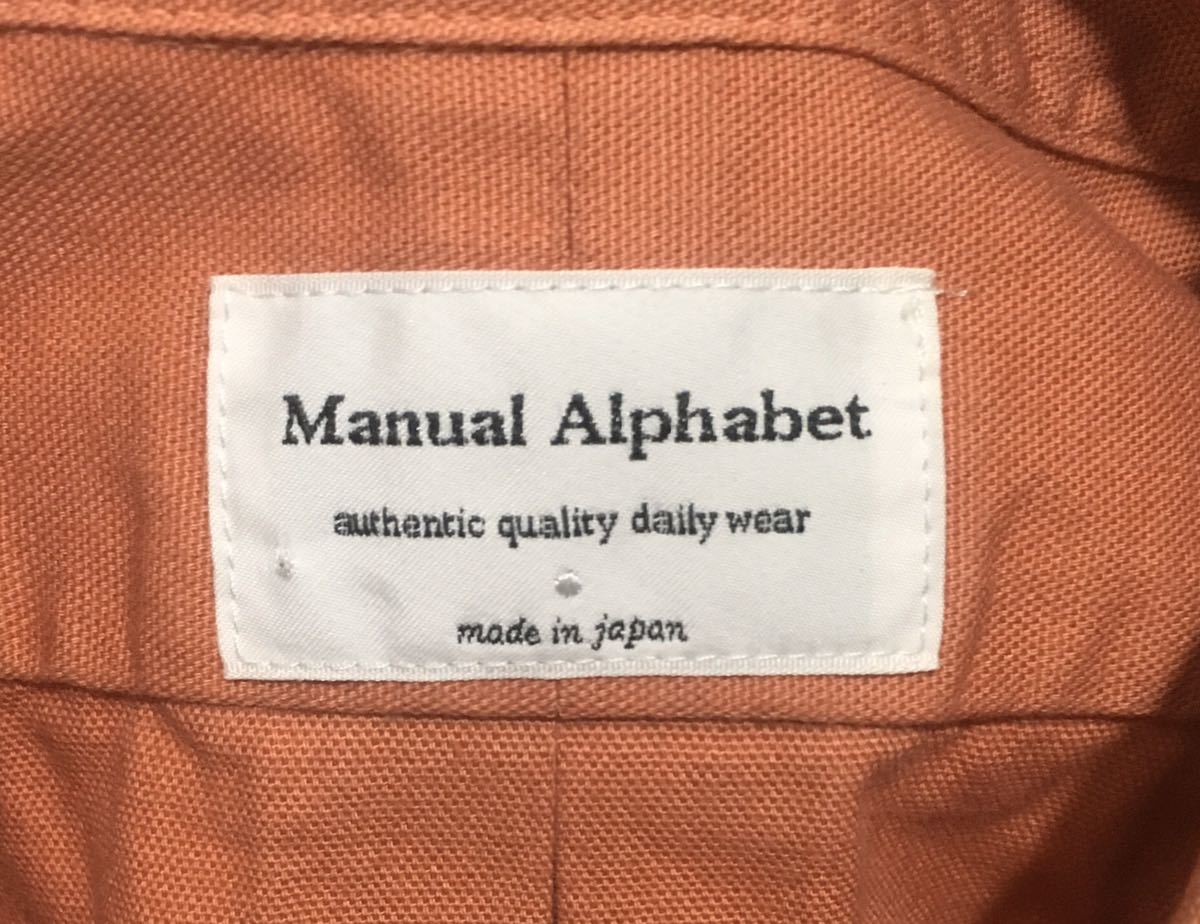 Manual Alphabet
authentic quality daily wear
made in japan